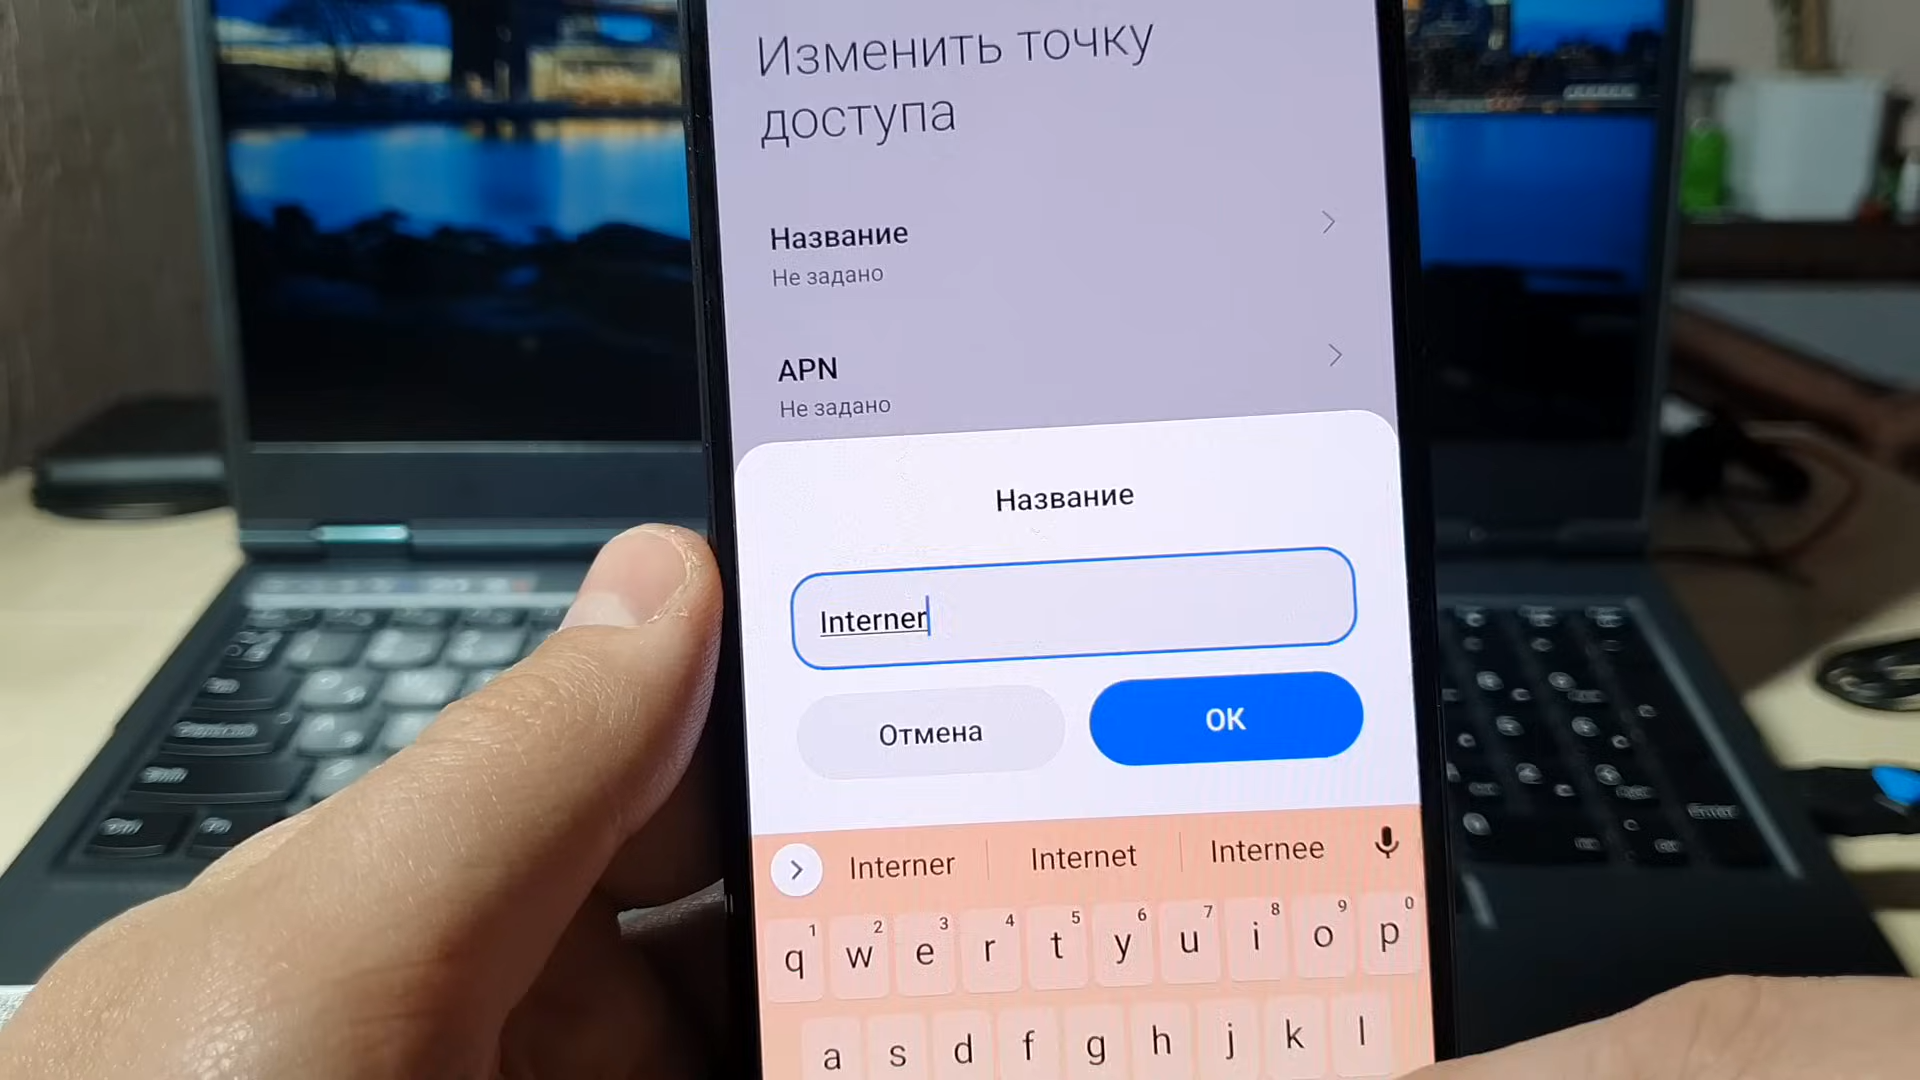 Изменить точку
доступа
Название
Не задано
APN
Не задано
Название
Interner
Отмена
OK
Interner Internet Internee
1 2 3 4 5 6 7 8 9 0
q w e r t y u i o p
a s d f g h j k l
Enter